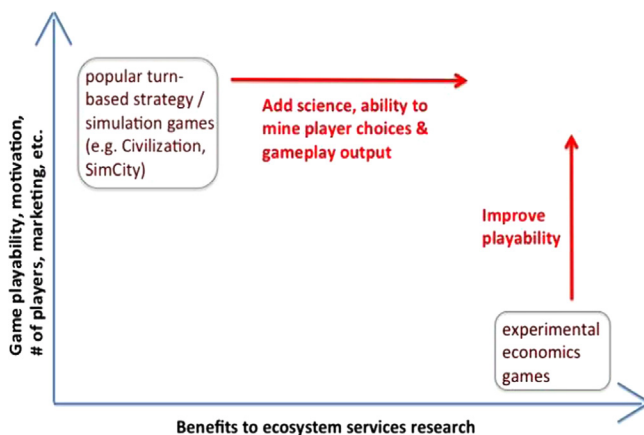 Game playability, motivation,
# of players, marketing, etc.
popular turn-
based strategy /
simulation games
(e.g. Civilization,
SimCity)
Add science, ability to
mine player choices &
gameplay output
Improve
playability
experimental
economics
games
Benefits to ecosystem services research